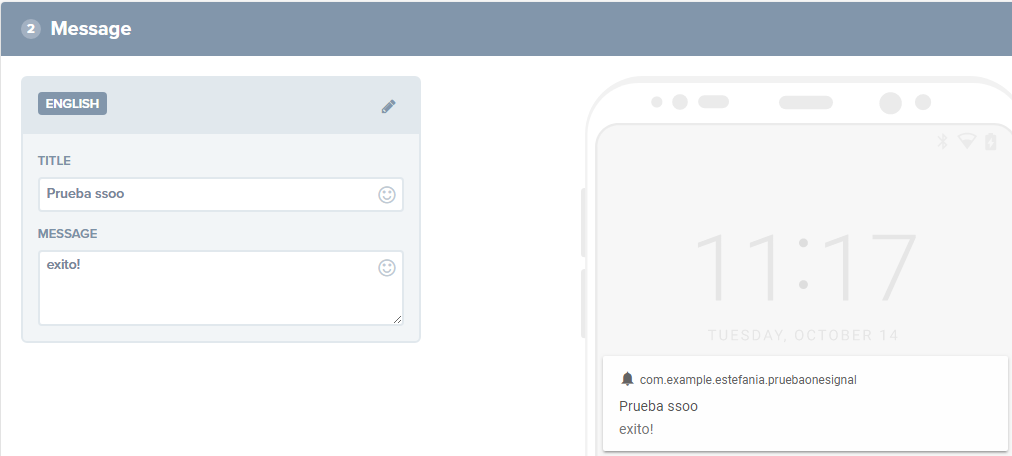 2 Message
ENGLISH
TITLE
Prueba ssoo
MESSAGE
exito!
11:17
TUESDAY, OCTOBER 14
com.example.estefania.pruebaonesignal
Prueba ssoo
exito!